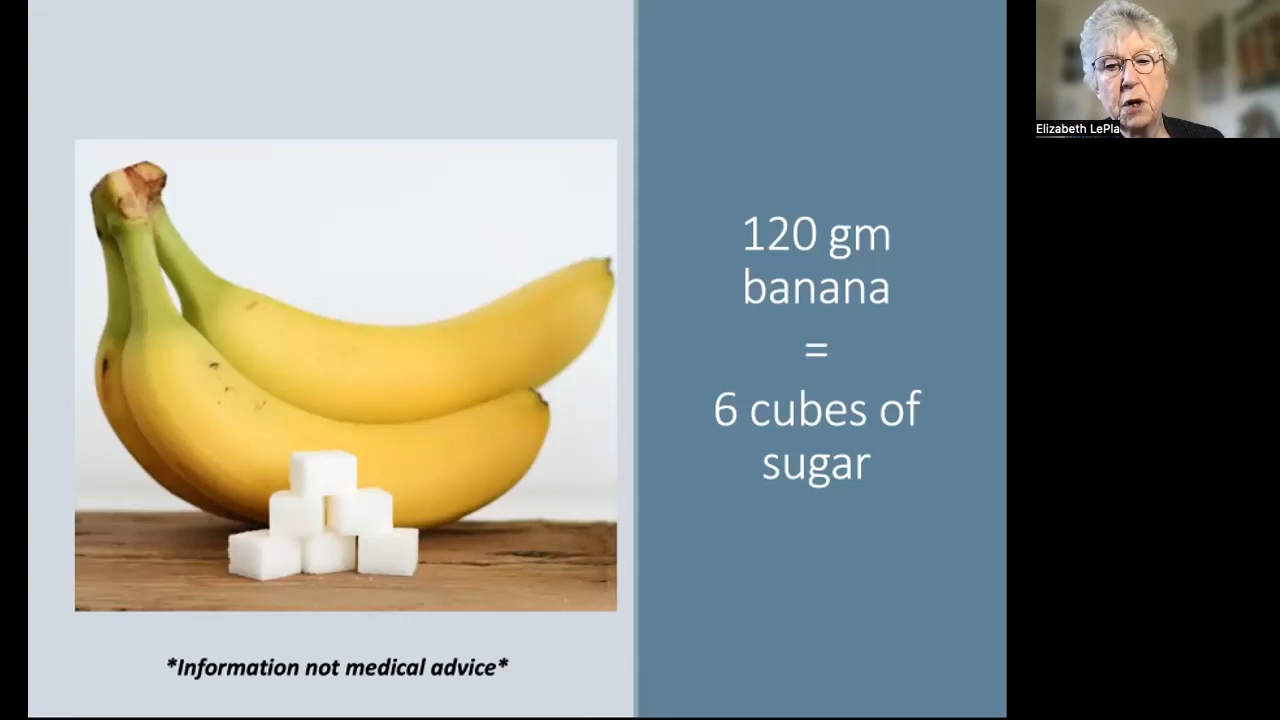 120 gm
banana
=
6 cubes of
sugar
*Information not medical advice*
Elizabeth LePla